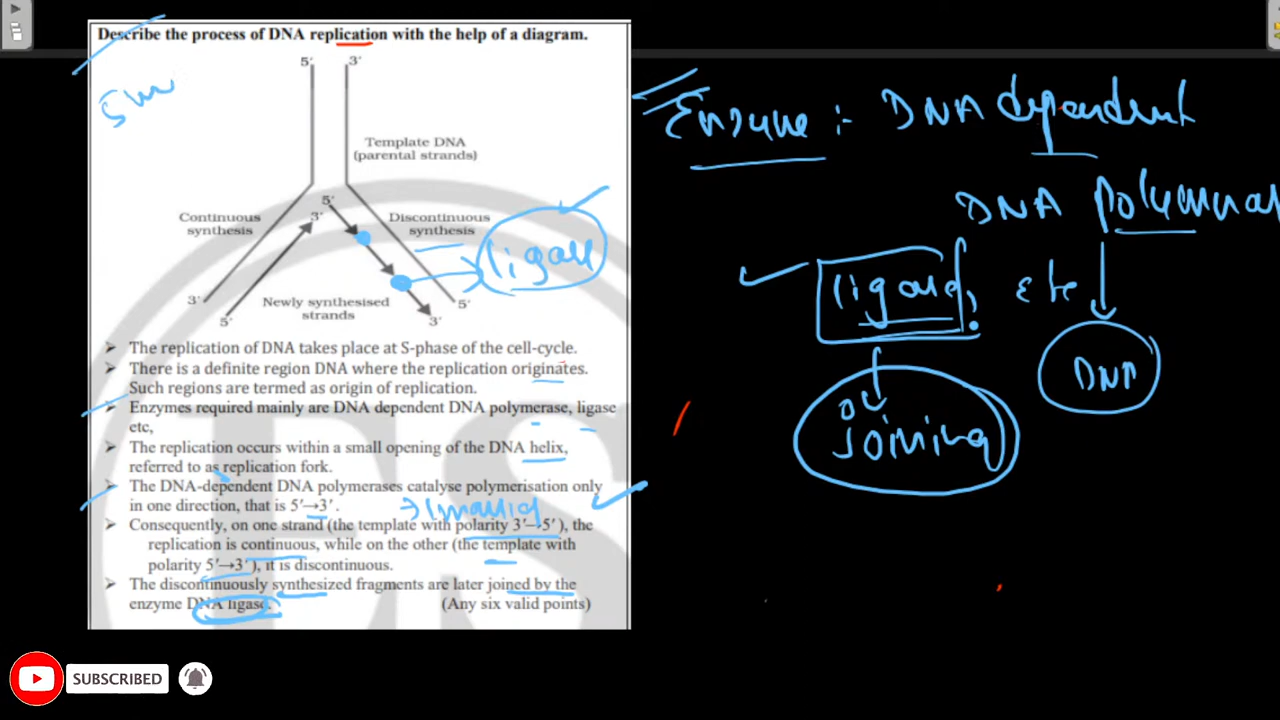 Describe the process of DNA replication with the help of a diagram.
5'
3'
5m
Template DNA
(parental strands)
5'
3'
Continuous
synthesis
Discontinuous
synthesis
ligase
3'
5'
Newly synthesised
strands
5'
3'
➤ The replication of DNA takes place at S-phase of the cell-cycle.
➤ There is a definite region DNA where the replication originates.
Such regions are termed as origin of replication.
➤ Enzymes required mainly are DNA dependent DNA polymerase, ligase
etc,
➤ The replication occurs within a small opening of the DNA helix,
referred to as replication fork.
➤ The DNA-dependent DNA polymerases catalyse polymerisation only
in one direction, that is 5'→3'.
➤ Consequently, on one strand (the template with polarity 3'→5'), the
replication is continuous, while on the other (the template with
polarity 5'→3'), it is discontinuous.
➤ The discontinuously synthesized fragments are later joined by the
enzyme DNA ligase.
(Any six valid points)
Enzyme :- DNA dependent
DNA
ligase, etc
DNA
Joining
SUBSCRIBED